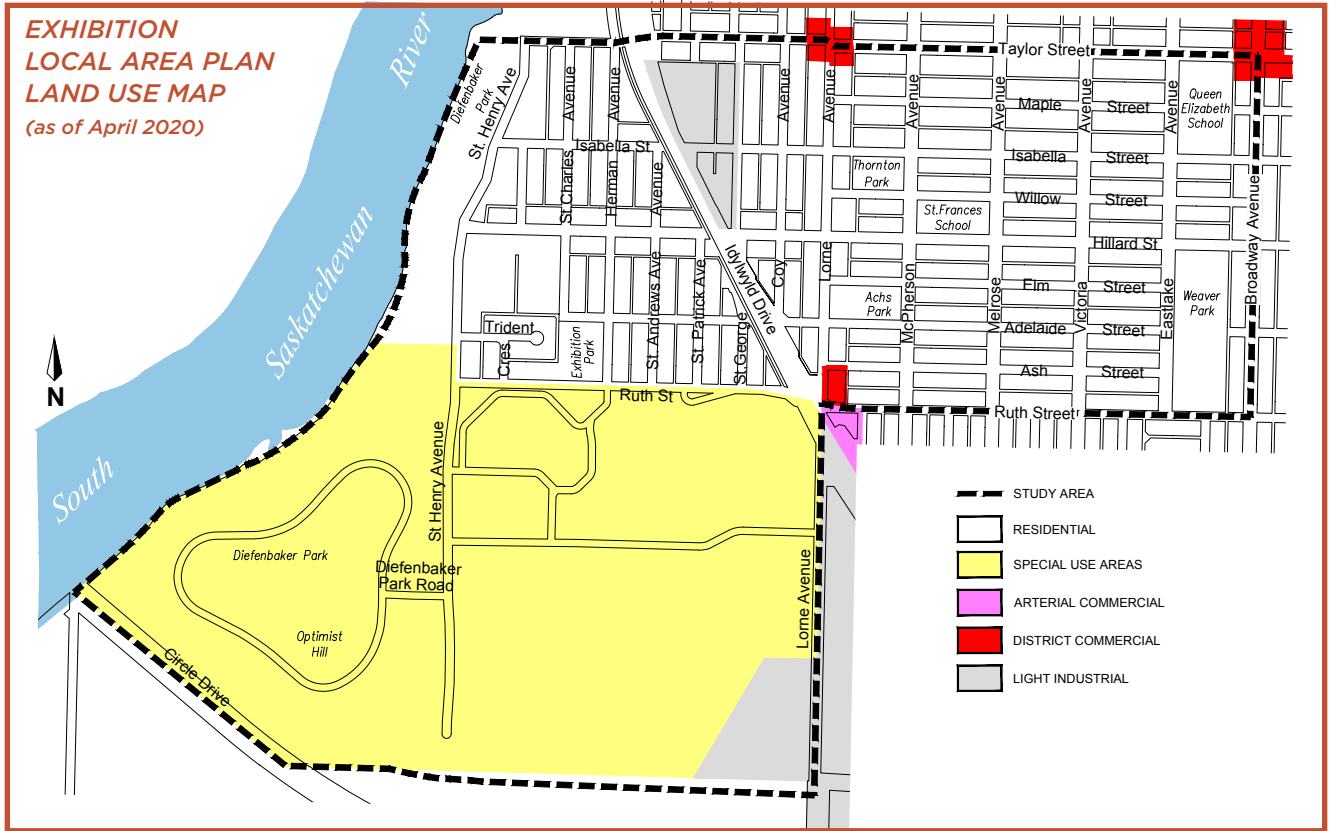 EXHIBITION
LOCAL AREA PLAN
LAND USE MAP
(as of April 2020)
River
Saskatchewan
South
N
Diefenbaker
Park
St. Henry Ave
Avenue
Avenue
Isabella St
St.Charles
Herman
Avenue
Idylwyld Drive
Avenue
Avenue
Coy
Lorne
Taylor Street
Avenue
Avenue
Avenue
Avenue
Maple
Street
Queen
Elizabeth
School
Isabella
Street
Thornton
Park
Willow
Street
St.Frances
School
Hillard St
Broadway Avenue
Elm
Street
Achs
Park
McPherson
Melrose
Victoria
Eastlake
Weaver
Park
Adelaide
Street
Ash
Street
Ruth Street
Trident
Cres
Exhibition
Park
St. Andrews Ave
St. Patrick Ave
St.George
Ruth St
St Henry Avenue
Diefenbaker Park
Diefenbaker
Park Road
Optimist
Hill
Circle Drive
Lorne Avenue
STUDY AREA
RESIDENTIAL
SPECIAL USE AREAS
ARTERIAL COMMERCIAL
DISTRICT COMMERCIAL
LIGHT INDUSTRIAL